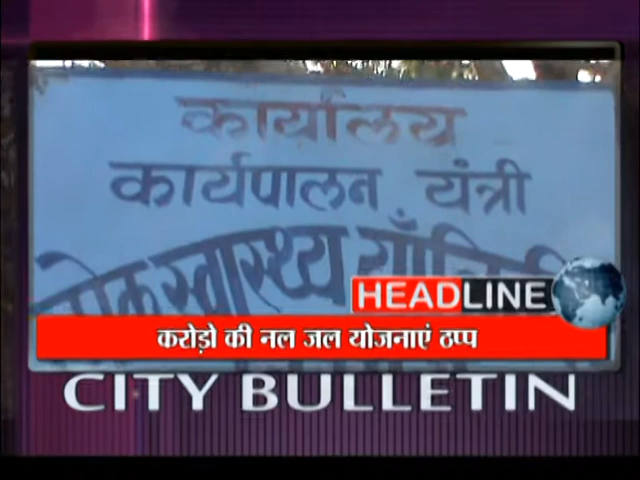 कार्यालय
कार्यपालन यंत्री
लोक स्वास्थ्य
HEADLINE
करोड़ो की नल जल योजनाएं ठप्प
CITY BULLETIN